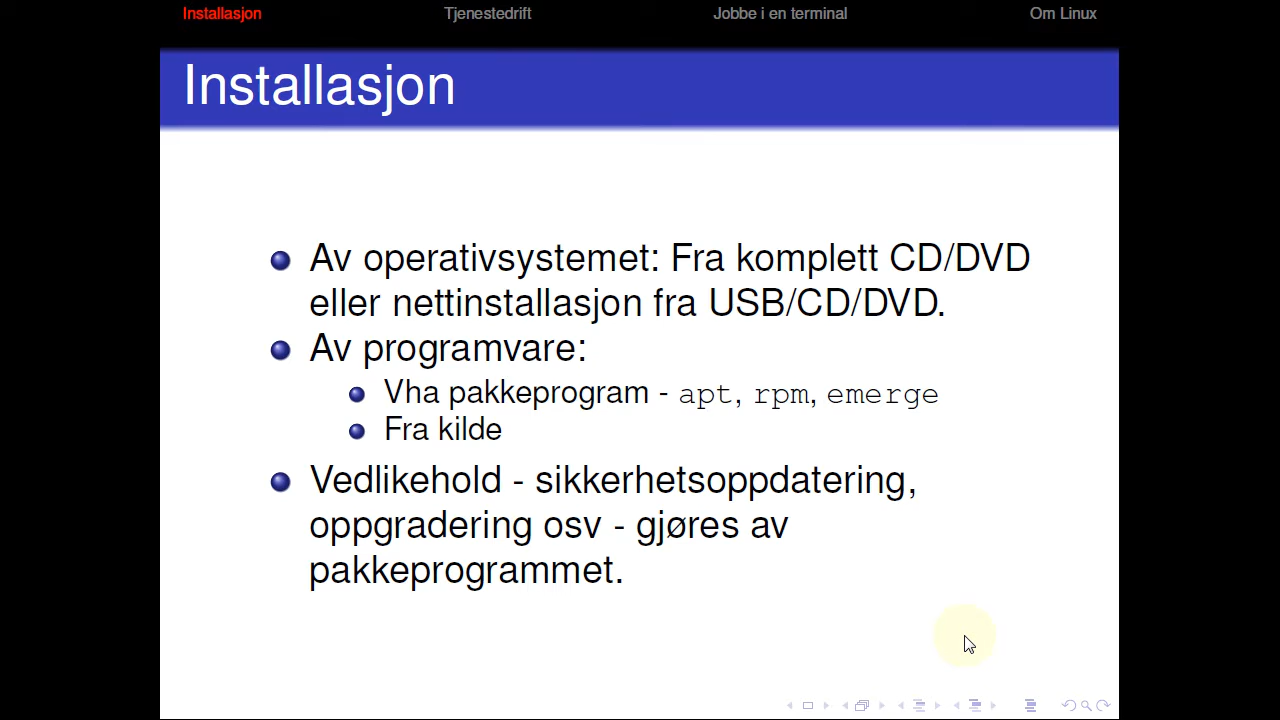 Installasjon Tjenestedrift Jobbe i en terminal Om Linux
Installasjon
Av operativsystemet: Fra komplett CD/DVD
eller nettinstallasjon fra USB/CD/DVD.
Av programvare:
Vha pakkeprogram - apt, rpm, emerge
Fra kilde
Vedlikehold - sikkerhetsoppdatering,
oppgradering osv - gjøres av
pakkeprogrammet.